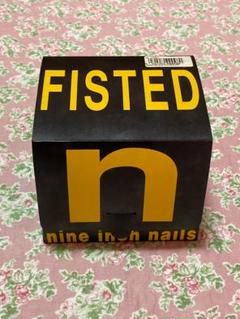 FISTED
n
nine inch nails